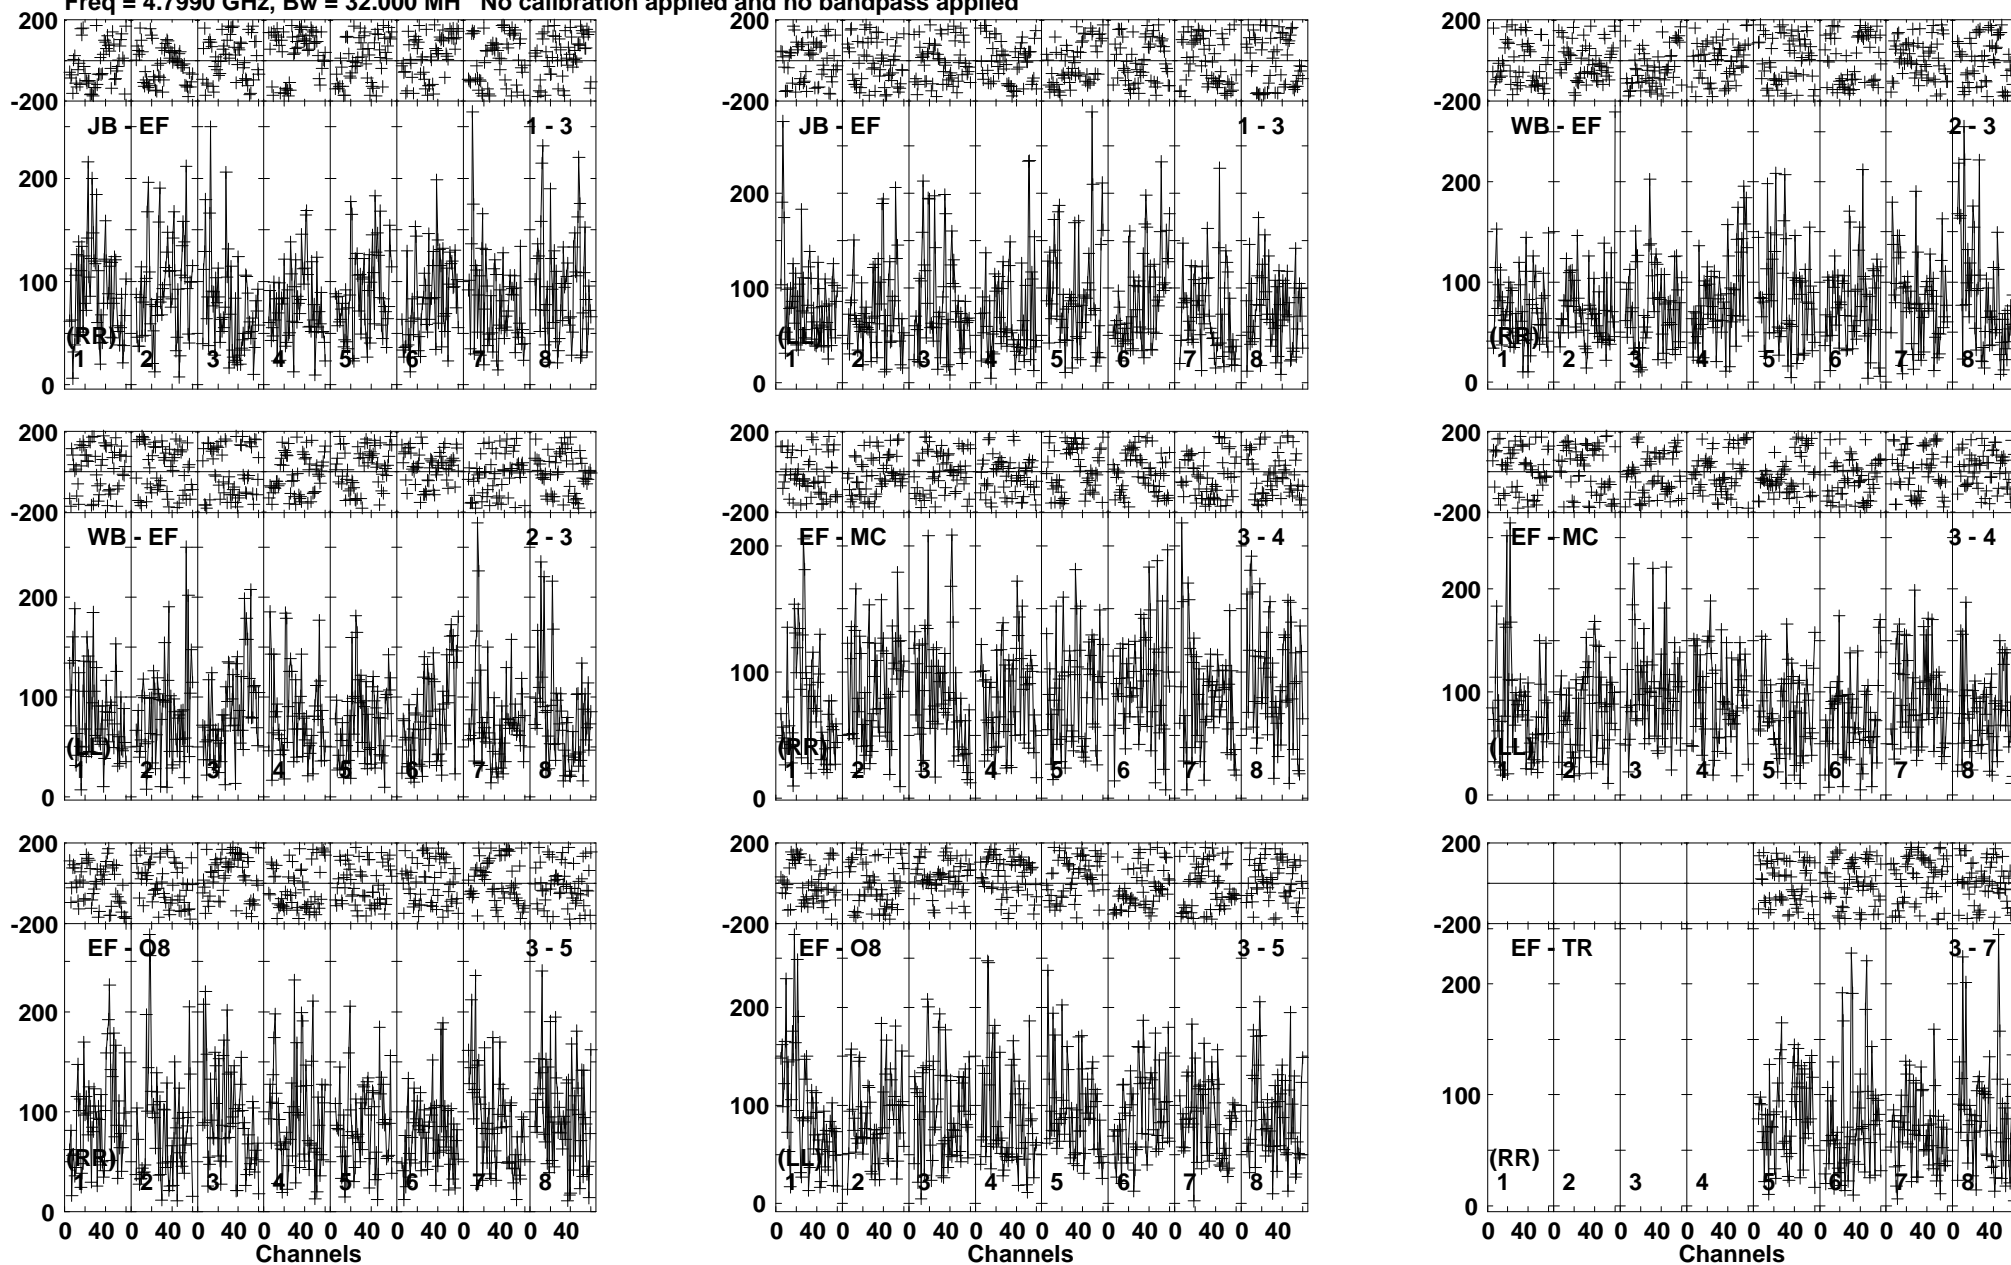 Freq = 4.7990 GHz, Bw = 32.000 MH No calibration applied and no bandpass applied
200 200 200
-200 -200 -200
JB - EF 1 - 3 JB - EF 1 - 3 WB - EF 2 - 3
200 200 200
100 100 100
(RR) (LL) (RR)
1 2 3 4 5 6 7 8 1 2 3 4 5 6 7 8 1 2 3 4 5 6 7 8
0 0 0
200 200 200
-200 -200 -200
WB - EF 2 - 3 EF - MC 3 - 4 EF - MC 3 - 4
200 200 200
100 100 100
(LL) (RR) (LL)
1 2 3 4 5 6 7 8 1 2 3 4 5 6 7 8 1 2 3 4 5 6 7 8
0 0 0
200 200 200
-200 -200 -200
EF - O8 3 - 5 EF - O8 3 - 5 EF - TR 3 - 7
200 200 200
100 100 100
(RR) (LL) (RR)
1 2 3 4 5 6 7 8 1 2 3 4 5 6 7 8 1 2 3 4 5 6 7 8
0 0 0
0 40 0 40 0 40 0 40 0 40 0 40 0 40 0 40 0 40 0 40 0 40 0 40 0 40 0 40 0 40 0 40 0 40 0 40 0 40 0 40 0 40 0 40 0 40 0 40
Channels Channels Channels